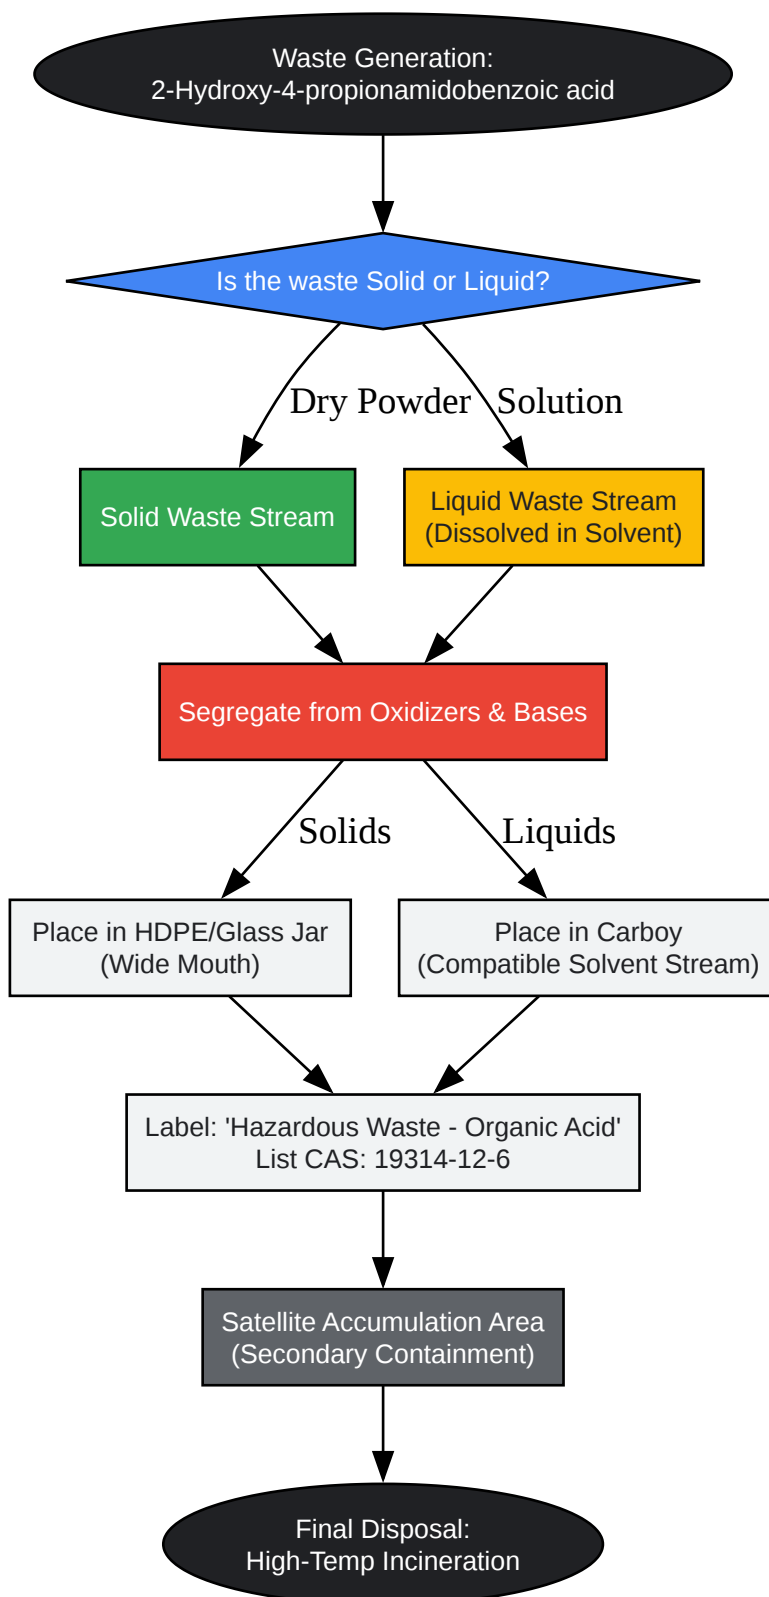 Waste Generation:
2-Hydroxy-4-propionamidobenzoic acid
Is the waste Solid or Liquid?
Dry Powder
Solution
Solid Waste Stream
Liquid Waste Stream
(Dissolved in Solvent)
Segregate from Oxidizers & Bases
Solids
Liquids
Place in HDPE/Glass Jar
(Wide Mouth)
Place in Carboy
(Compatible Solvent Stream)
Label: 'Hazardous Waste - Organic Acid'
List CAS: 19314-12-6
Satellite Accumulation Area
(Secondary Containment)
Final Disposal:
High-Temp Incineration